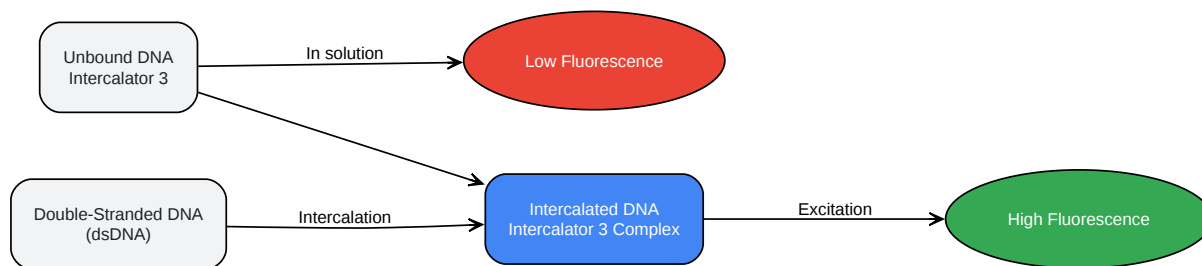 Unbound DNA
Intercalator 3
In solution
Low Fluorescence
Double-Stranded DNA
(dsDNA)
Intercalation
Intercalated DNA
Intercalator 3 Complex
Excitation
High Fluorescence